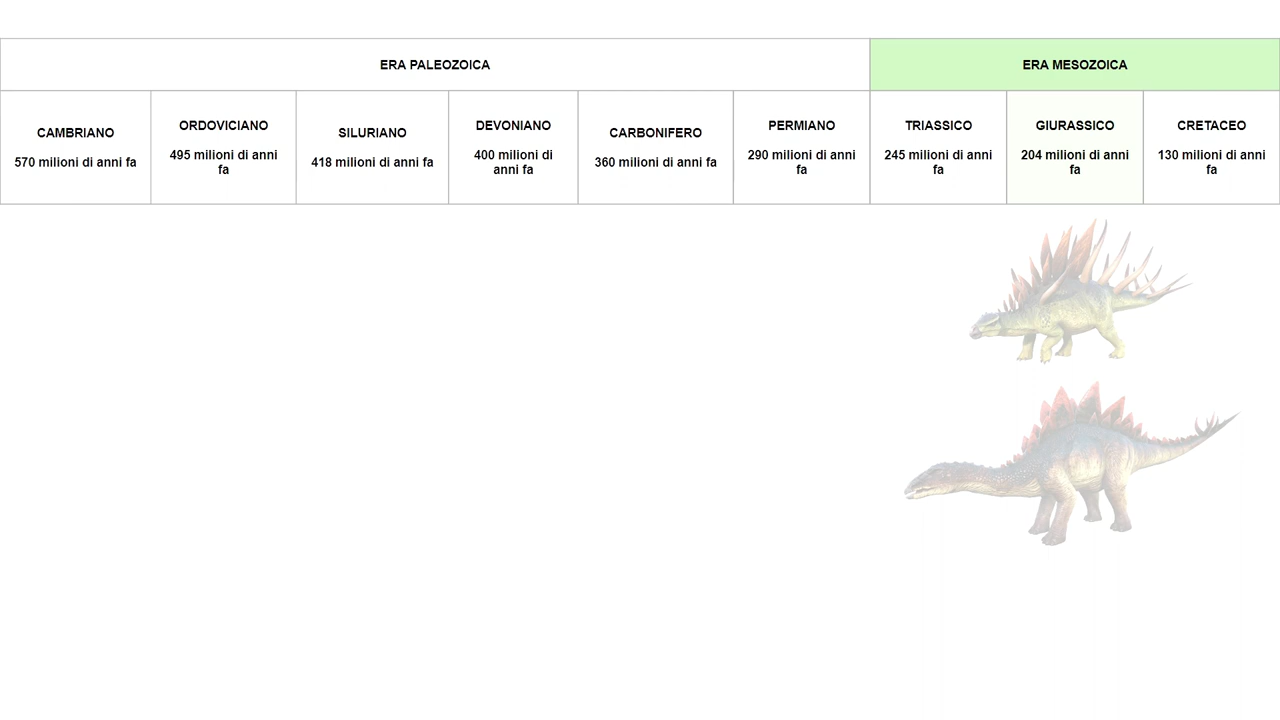 ERA PALEOZOICA
ERA MESOZOICA
CAMBRIANO
570 milioni di anni fa
ORDOVICIANO
495 milioni di anni
fa
SILURIANO
418 milioni di anni fa
DEVONIANO
400 milioni di
anni fa
CARBONIFERO
360 milioni di anni fa
PERMIANO
290 milioni di anni
fa
TRIASSICO
245 milioni di anni
fa
GIURASSICO
204 milioni di anni
fa
CRETACEO
130 milioni di anni
fa